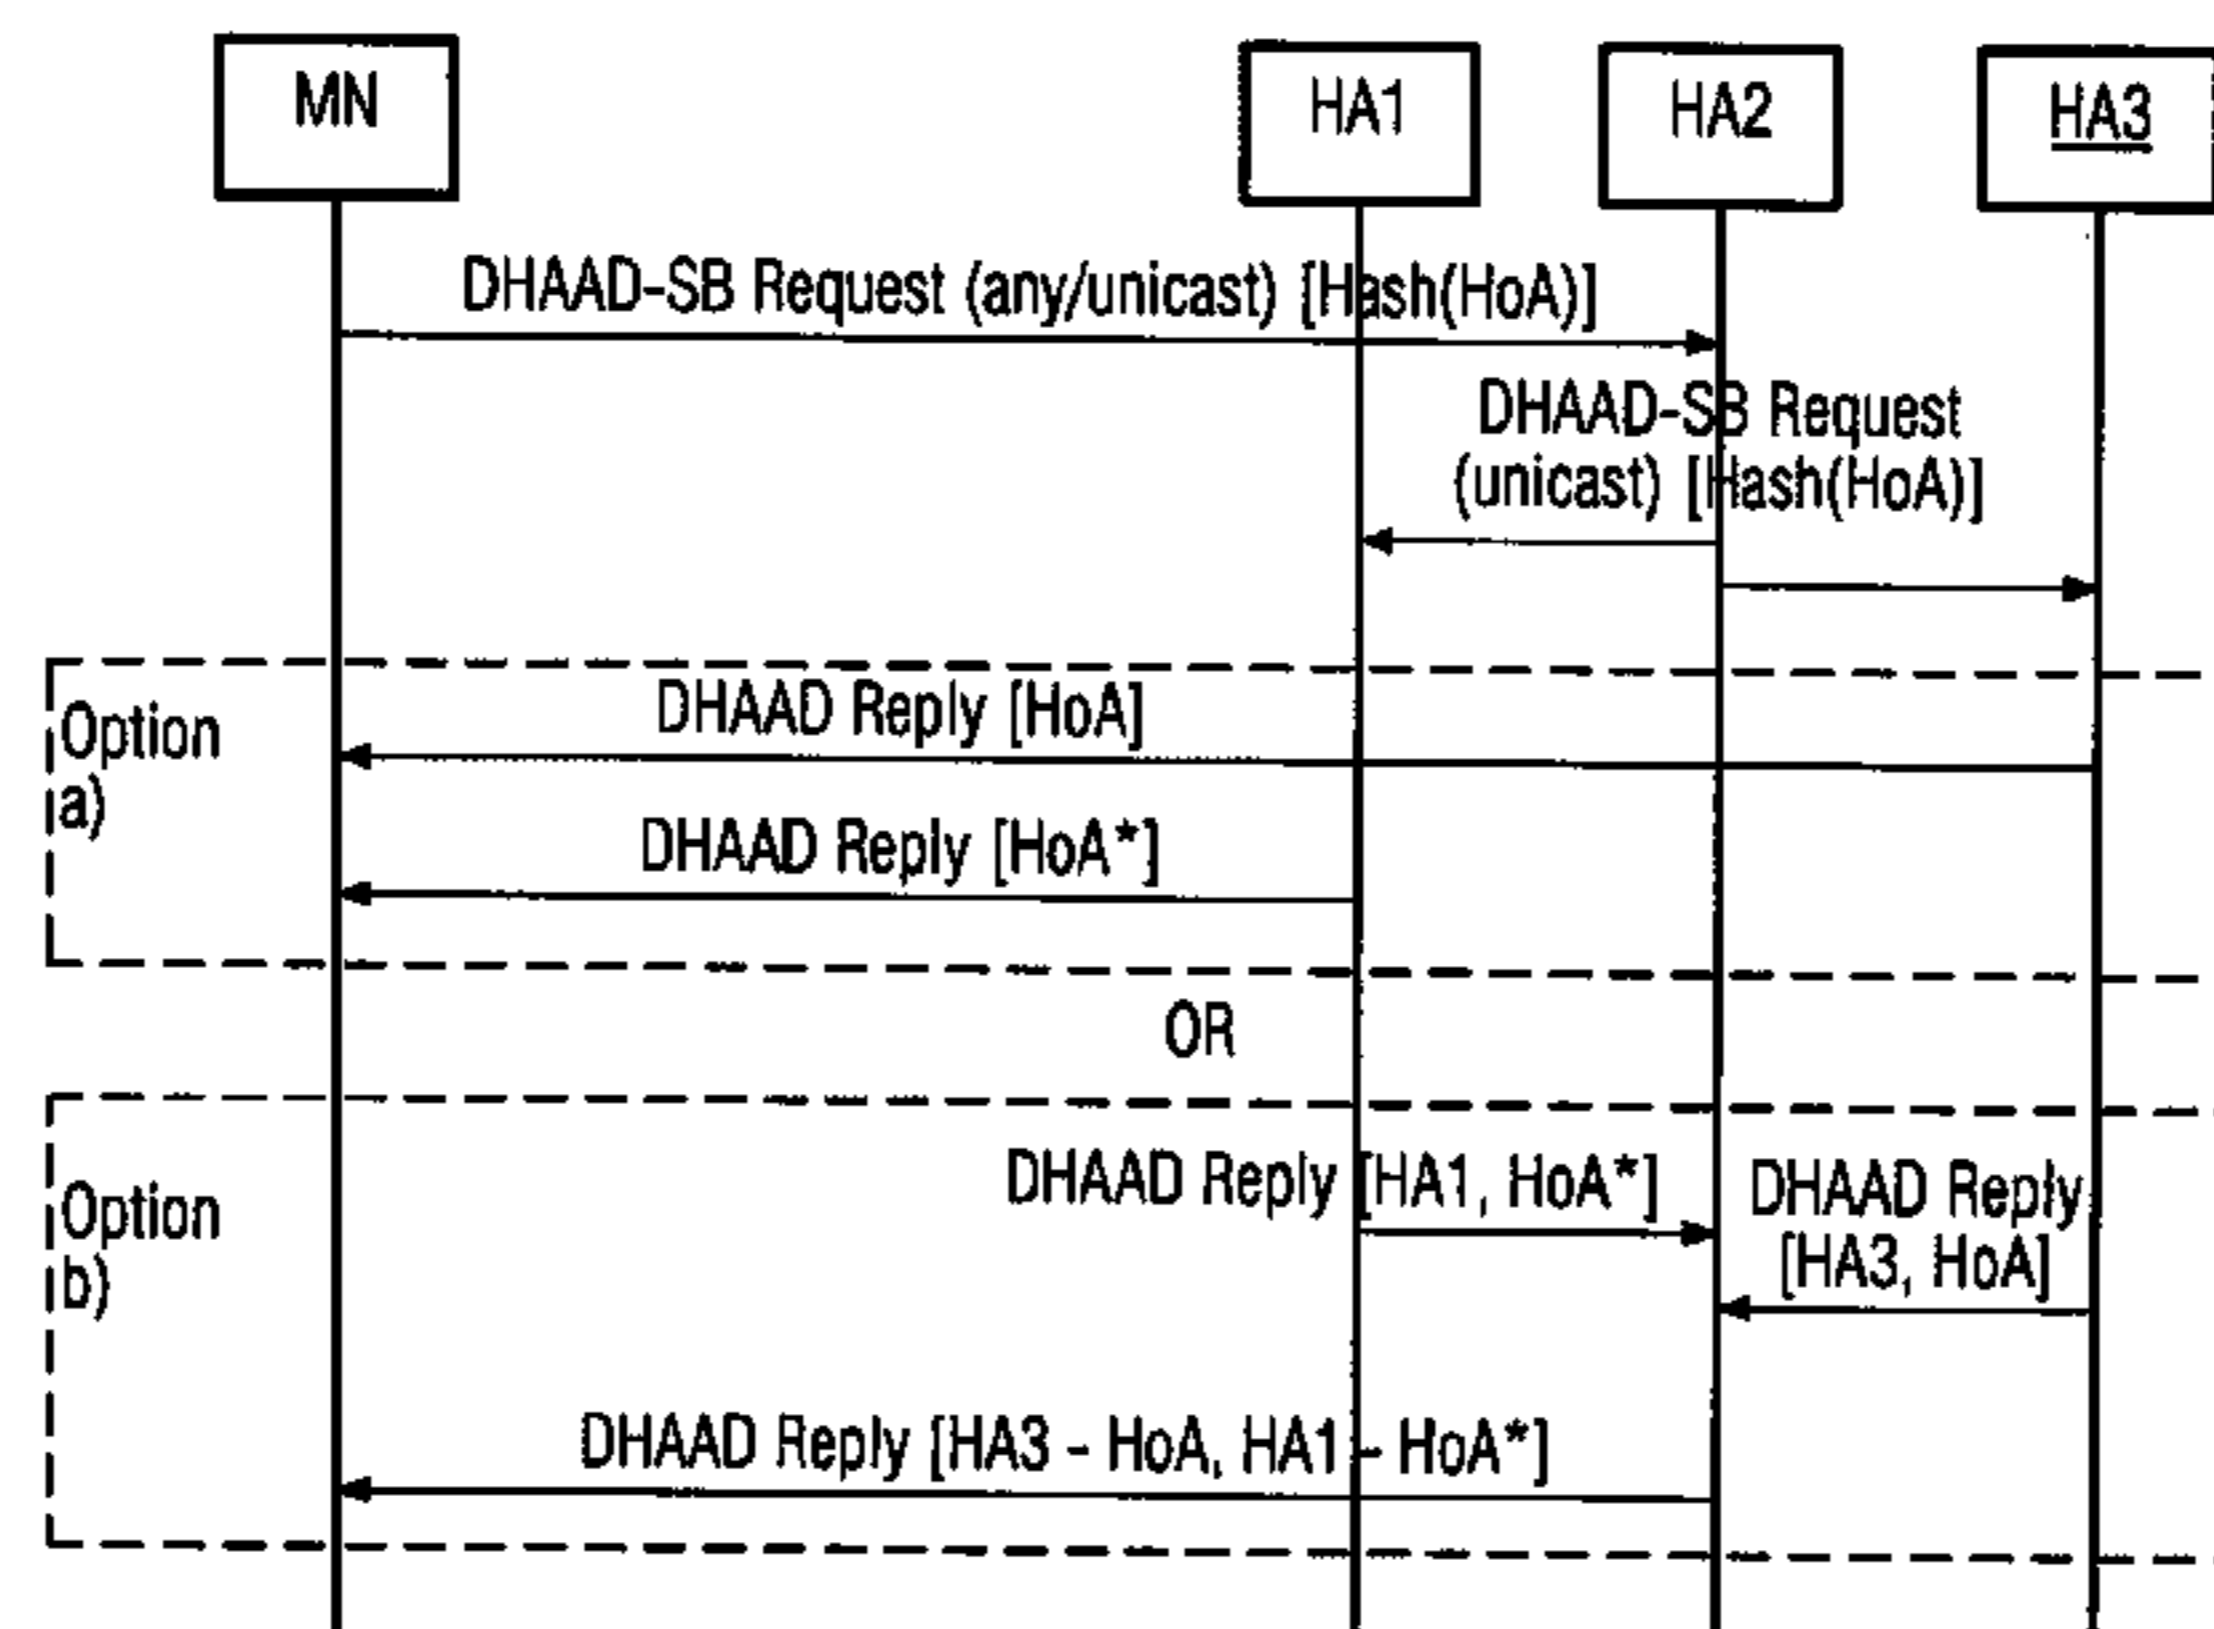 MN
HA1
HA2
HA3
DHAAD-SB Request (any/unicast) [Hash(HoA)]
DHAAD-SB Request
(unicast) [Hash(HoA)]
Option
a)
DHAAD Reply [HoA]
DHAAD Reply [HoA*]
OR
Option
b)
DHAAD Reply [HA1, HoA*]
DHAAD Reply
[HA3, HoA]
DHAAD Reply [HA3 - HoA, HA1 - HoA*]